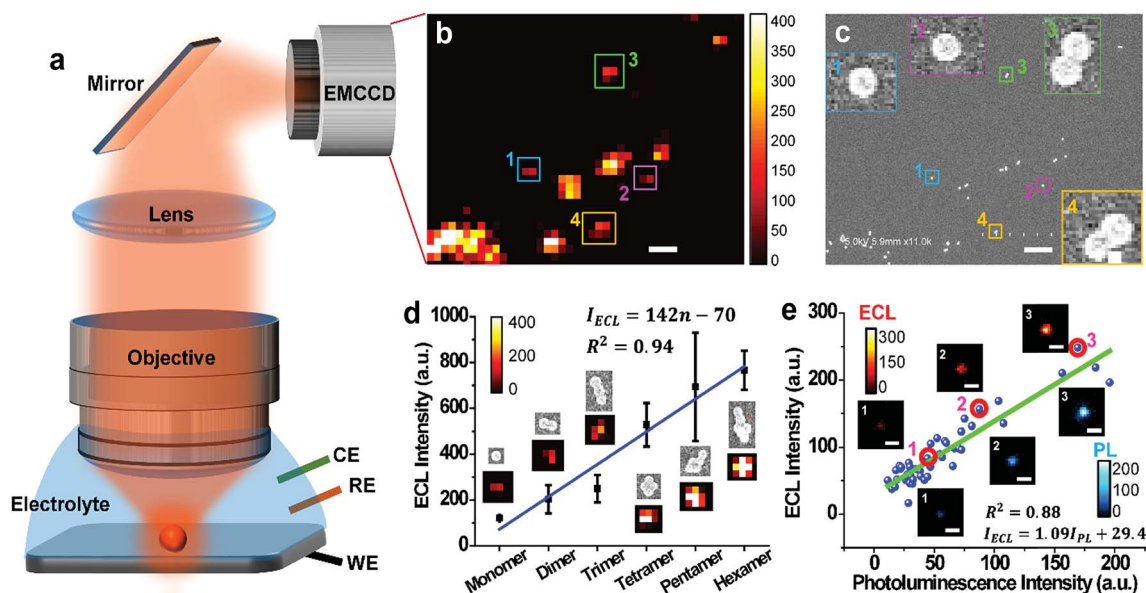 a
Mirror
EMCCD
Lens
Objective
CE
RE
Electrolyte
WE
b
3
1
2
4
400
350
300
250
200
150
100
50
0
c
2
3
1
3
1
2
4
4
5.0kV 5.9mm x11.0k
d
1000
800
600
400
200
0
ECL Intensity (a.u.)
400
200
0
I_ECL = 142n − 70
R² = 0.94
Monomer
Dimer
Trimer
Tetramer
Pentamer
Hexamer
e
300
200
100
0
ECL Intensity (a.u.)
ECL
300
150
0
3
3
2
2
3
1
1
2
1
PL
200
100
0
R² = 0.88
I_ECL = 1.09I_PL + 29.4
0
50
100
150
200
Photoluminescence Intensity (a.u.)